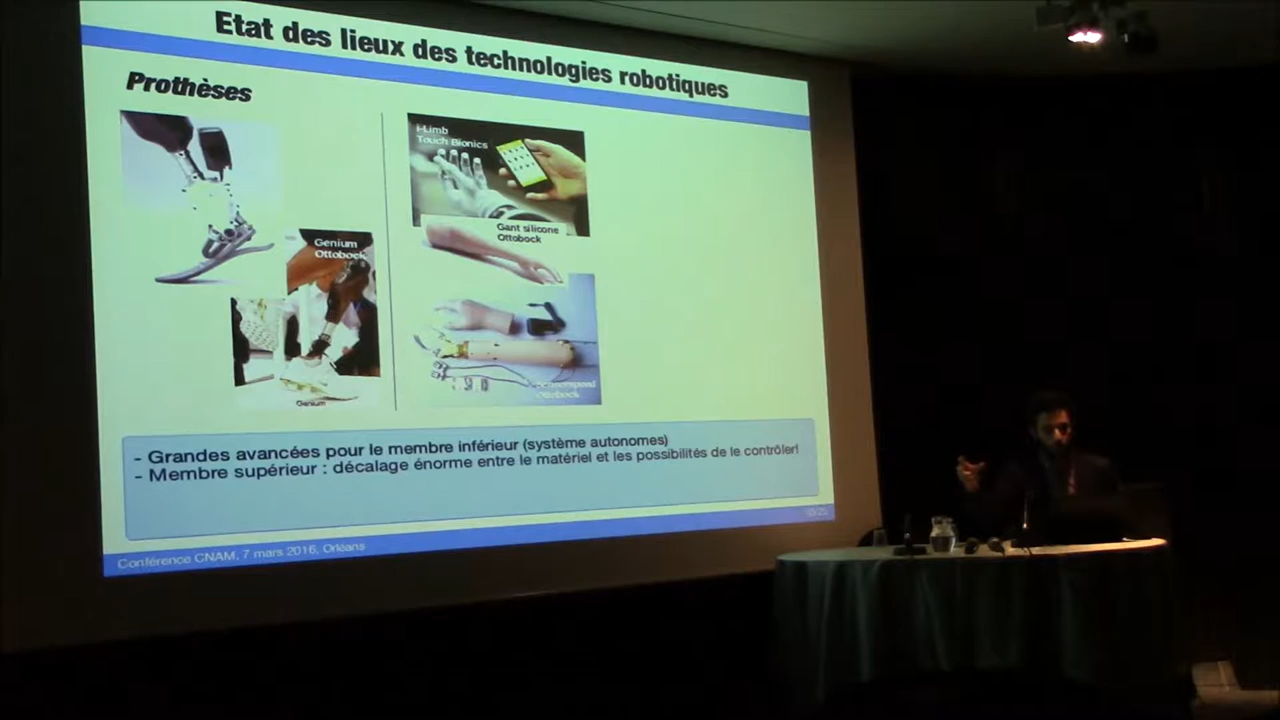 Etat des lieux des technologies robotiques
Prothèses
i-Limb
Touch Bionics
Gant silicone
Ottobock
Genium
Ottobock
Sensorspeed
Ottobock
Genium
- Grandes avancées pour le membre inférieur (système autonomes)
- Membre supérieur : décalage énorme entre le matériel et les possibilités de le contrôler!
Conférence CNAM, 7 mars 2016, Orléans